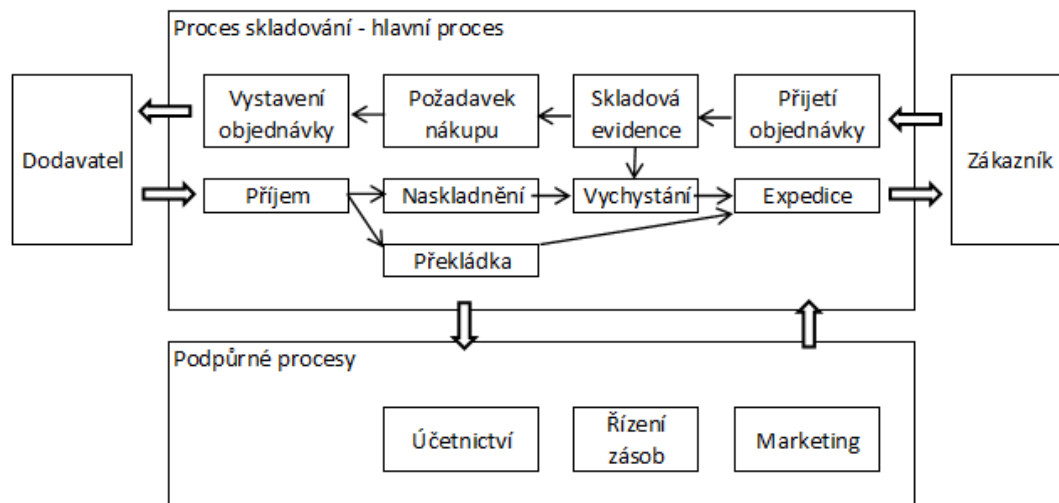 Proces skladování - hlavní proces
Dodavatel
Vystavení
objednávky
Požadavek
nákupu
Skladová
evidence
Přijetí
objednávky
Zákazník
Příjem
Naskladnění
Vychystání
Expedice
Překládka
Podpůrné procesy
Účetnictví
Řízení
zásob
Marketing